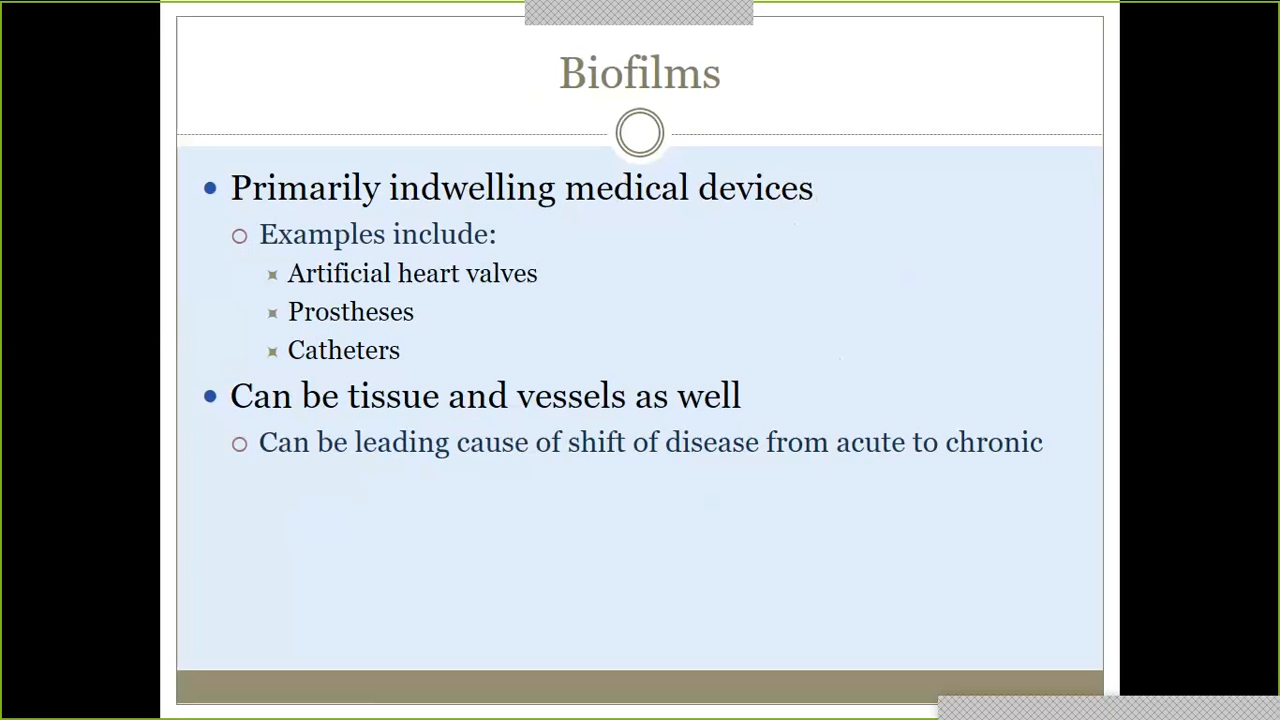 Biofilms
Primarily indwelling medical devices
Examples include:
Artificial heart valves
Prostheses
Catheters
Can be tissue and vessels as well
Can be leading cause of shift of disease from acute to chronic